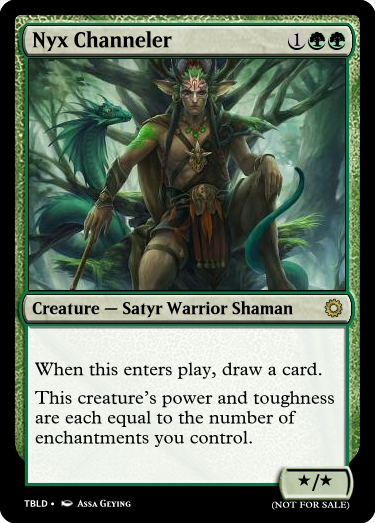 Nyx Channeler 1
Creature — Satyr Warrior Shaman
When this enters play, draw a card.
This creature's power and toughness
are each equal to the number of
enchantments you control.
★/★
TBLD • Assa Geying
(NOT FOR SALE)